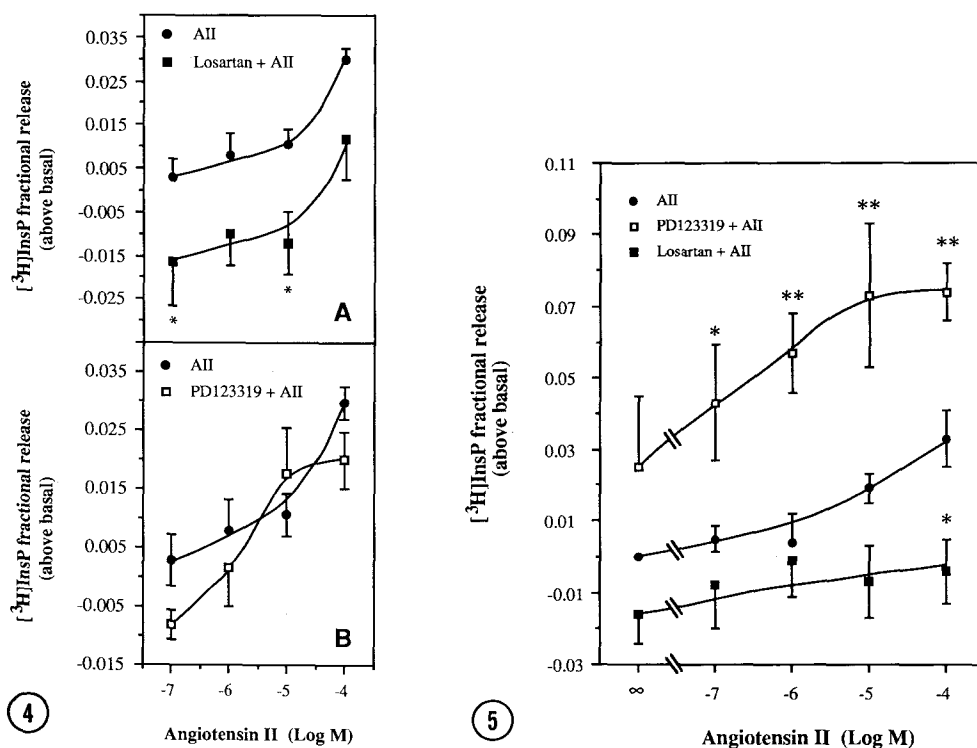 0.035
0.025
0.015
0.005
-0.005
-0.015
-0.025
AII
Losartan + AII
[³H]InsP fractional release
(above basal)
*
*
A
0.035
0.025
0.015
0.005
-0.005
-0.015
AII
PD123319 + AII
[³H]InsP fractional release
(above basal)
B
-7
-6
-5
-4
Angiotensin II (Log M)
4
0.11
0.09
0.07
0.05
0.03
0.01
-0.01
-0.03
AII
PD123319 + AII
Losartan + AII
[³H]InsP fractional release
(above basal)
*
**
**
**
*
∞
-7
-6
-5
-4
Angiotensin II (Log M)
5